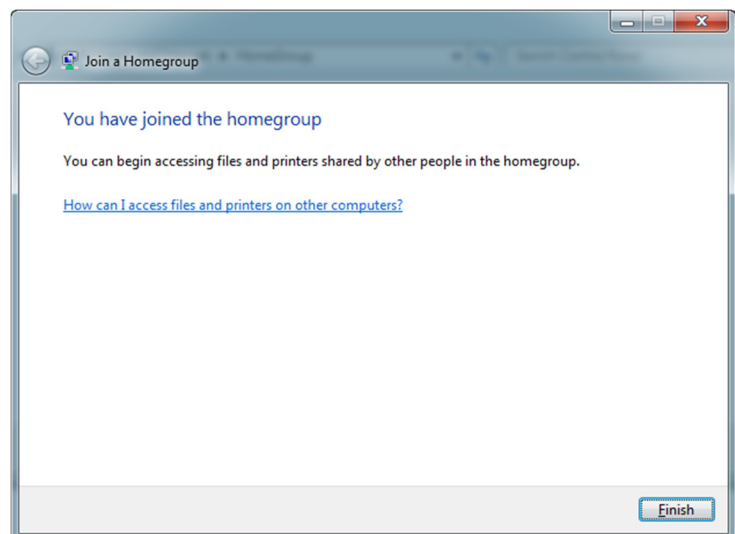 Join a Homegroup
You have joined the homegroup
You can begin accessing files and printers shared by other people in the homegroup.
How can I access files and printers on other computers?
Finish